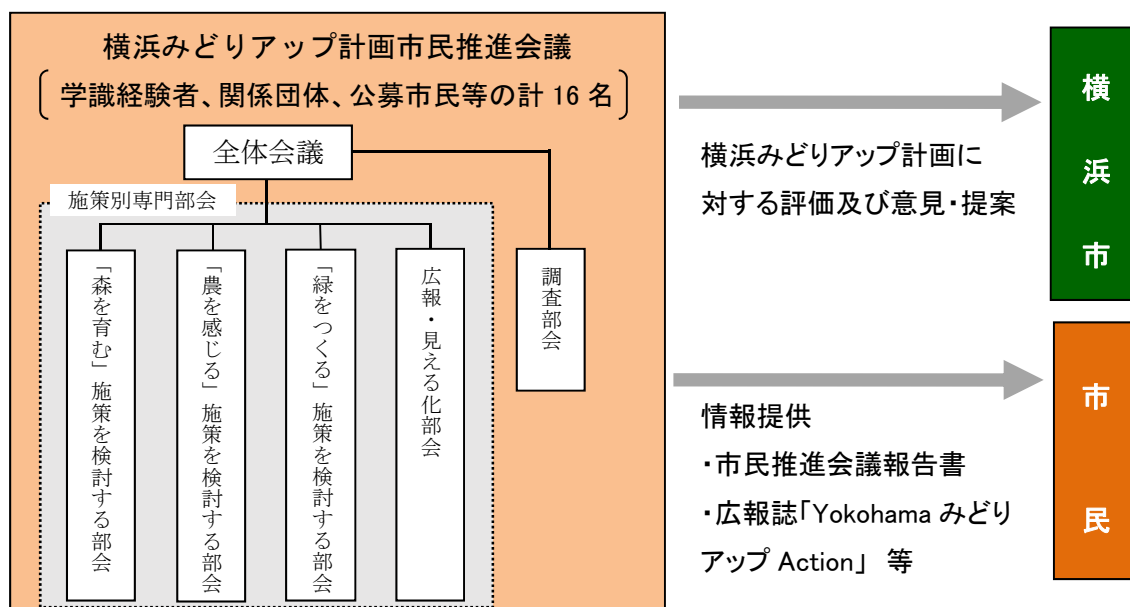 横浜みどりアップ計画市民推進会議
学識経験者、関係団体、公募市民等の計 16 名
全体会議
施策別専門部会
「森を育む」施策を検討する部会
「農を感じる」施策を検討する部会
「緑をつくる」施策を検討する部会
広報・見える化部会
調査部会
横浜みどりアップ計画に
対する評価及び意見・提案
横浜市
情報提供
・市民推進会議報告書
・広報誌「Yokohama みどり
アップ Action」 等
市民